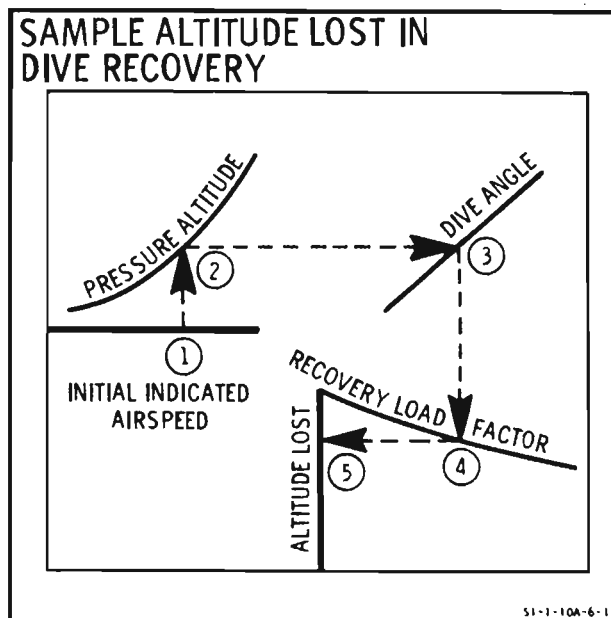 SAMPLE ALTITUDE LOST IN
DIVE RECOVERY
PRESSURE ALTITUDE
DIVE ANGLE
2
3
1
INITIAL INDICATED
AIRSPEED
RECOVERY LOAD FACTOR
ALTITUDE LOST
5
4
S1-1-10A-6-1